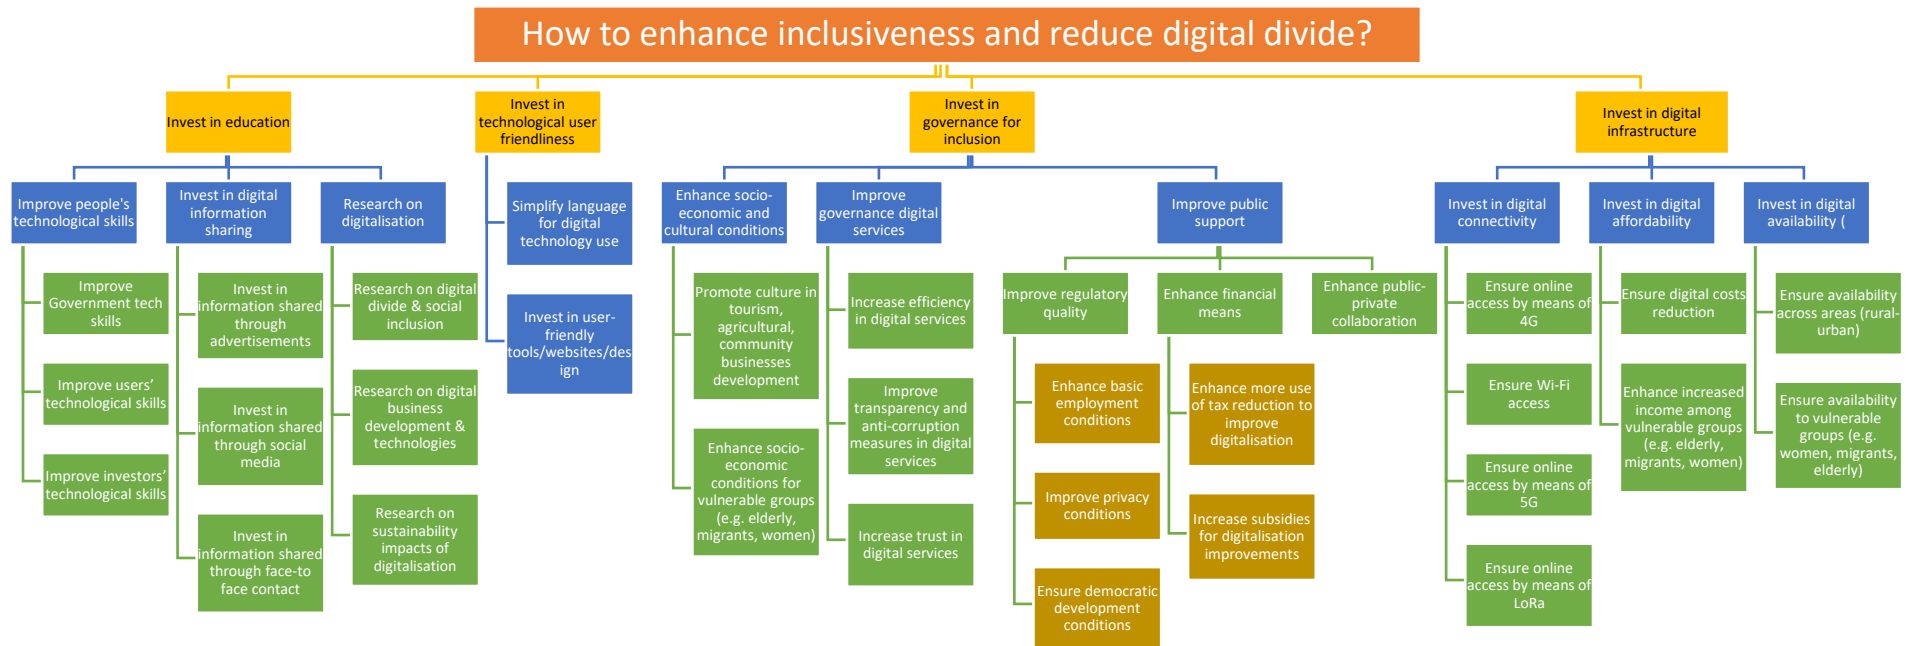 How to enhance inclusiveness and reduce digital divide?
Invest in education
Invest in
technological user
friendliness
Invest in
governance for
inclusion
Invest in digital
infrastructure
Improve people's
technological skills
Invest in digital
information
sharing
Research on
digitalisation
Simplify language
for digital
technology use
Invest in user-
friendly
tools/websites/des
ign
Enhance socio-
economic and
cultural conditions
Improve
governance digital
services
Improve public
support
Invest in digital
connectivity
Invest in digital
affordability
Invest in digital
availability (
Improve
Government tech
skills
Improve users’
technological skills
Improve investors’
technological skills
Invest in
information shared
through
advertisements
Invest in
information shared
through social
media
Invest in
information shared
through face-to
face contact
Research on digital
divide & social
inclusion
Research on digital
business
development &
technologies
Research on
sustainability
impacts of
digitalisation
Promote culture in
tourism,
agricultural,
community
businesses
development
Enhance socio-
economic
conditions for
vulnerable groups
(e.g. elderly,
migrants, women)
Increase efficiency
in digital services
Improve
transparency and
anti-corruption
measures in digital
services
Increase trust in
digital services
Improve regulatory
quality
Enhance financial
means
Enhance public-
private
collaboration
Enhance basic
employment
conditions
Improve privacy
conditions
Ensure democratic
development
conditions
Enhance more use
of tax reduction to
improve
digitalisation
Increase subsidies
for digitalisation
improvements
Ensure online
access by means of
4G
Ensure Wi-Fi
access
Ensure online
access by means of
5G
Ensure online
access by means of
LoRa
Ensure digital costs
reduction
Enhance increased
income among
vulnerable groups
(e.g. elderly,
migrants, women)
Ensure availability
across areas (rural-
urban)
Ensure availability
to vulnerable
groups (e.g.
women, migrants,
elderly)